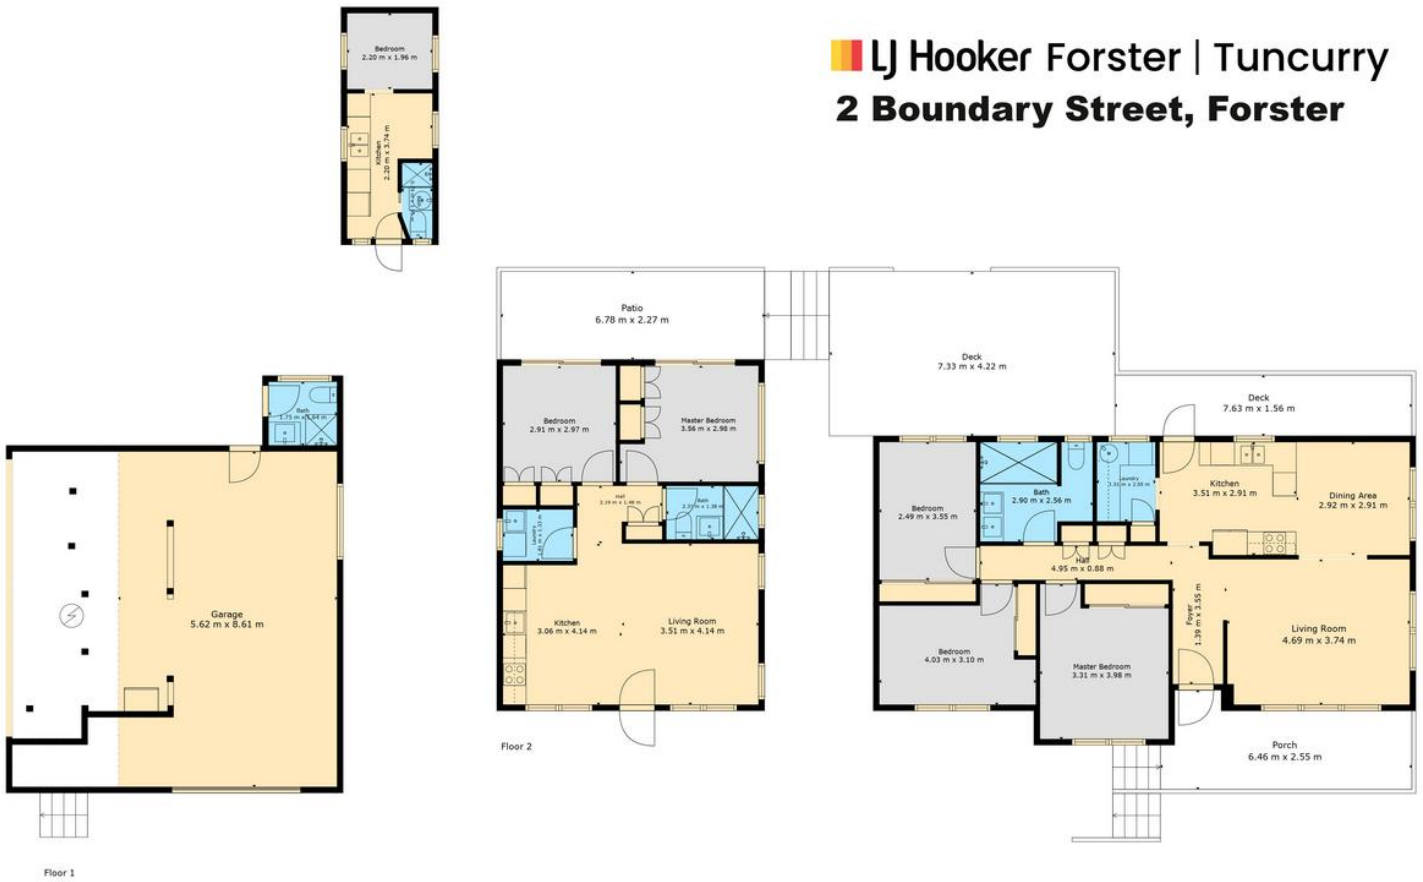 LJ Hooker Forster | Tuncurry
2 Boundary Street, Forster
Bedroom
2.20 m x 1.96 m
Kitchen
2.20 m x 3.74 m
Patio
6.78 m x 2.27 m
Deck
7.33 m x 4.22 m
Deck
7.63 m x 1.56 m
Bath
1.75 m x 1.64 m
Bedroom
2.91 m x 2.97 m
Master Bedroom
3.56 m x 2.98 m
Hall
Bath
Laundry
Kitchen
3.06 m x 4.14 m
Living Room
3.51 m x 4.14 m
Garage
5.62 m x 8.61 m
Bedroom
2.49 m x 3.55 m
Bath
2.90 m x 2.56 m
Laundry
Kitchen
3.51 m x 2.91 m
Dining Area
2.92 m x 2.91 m
Hall
4.95 m x 0.88 m
Foyer
1.39 m x 3.55 m
Living Room
4.69 m x 3.74 m
Bedroom
4.03 m x 3.10 m
Master Bedroom
3.31 m x 3.98 m
Porch
6.46 m x 2.55 m
Floor 2
Floor 1